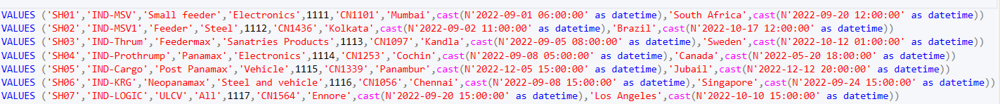 VALUES ('SH01','IND-MSV','Small feeder','Electronics',1111,'CN1101','Mumbai',cast(N'2022-09-01 06:00:00' as datetime),'South Africa',cast(N'2022-09-20 12:00:00' as datetime))
VALUES ('SH02','IND-MSV1','Feeder','Steel',1112,'CN1436','Kolkata',cast(N'2022-09-02 11:00:00' as datetime),'Brazil',cast(N'2022-10-17 12:00:00' as datetime))
VALUES ('SH03','IND-Thrum','Feedermax','Sanatries Products',1113,'CN1097','Kandla',cast(N'2022-09-05 08:00:00' as datetime),'Sweden',cast(N'2022-10-12 01:00:00' as datetime))
VALUES ('SH04','IND-Prothrump','Panamax','Electronics',1114,'CN1253','Cochin',cast(N'2022-09-08 05:00:00' as datetime),'Canada',cast(N'2022-05-20 18:00:00' as datetime))
VALUES ('SH05','IND-Cargo','Post Panamax','Vehicle',1115,'CN1339','Panambur',cast(N'2022-12-05 15:00:00' as datetime),'Jubail',cast(N'2022-12-12 20:00:00' as datetime))
VALUES ('SH06','IND-KRG','Neopanamax','Steel and vehicle',1116,'CN1056','Chennai',cast(N'2022-09-08 15:00:00' as datetime),'Singapore',cast(N'2022-09-24 15:00:00' as datetime))
VALUES ('SH07','IND-LOGIC','ULCV','All',1117,'CN1564','Ennore',cast(N'2022-09-20 15:00:00' as datetime),'Los Angeles',cast(N'2022-10-10 15:00:00' as datetime))